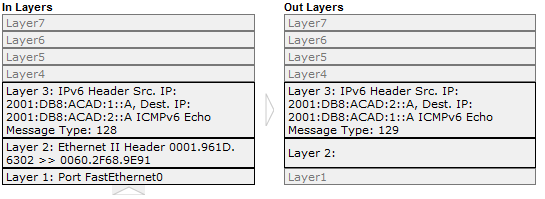 In Layers
Layer7
Layer6
Layer5
Layer4
Layer 3: IPv6 Header Src. IP:
2001:DB8:ACAD:1::A, Dest. IP:
2001:DB8:ACAD:2::A ICMPv6 Echo
Message Type: 128
Layer 2: Ethernet II Header 0001.961D.
6302 >> 0060.2F68.9E91
Layer 1: Port FastEthernet0
Out Layers
Layer7
Layer6
Layer5
Layer4
Layer 3: IPv6 Header Src. IP:
2001:DB8:ACAD:2::A, Dest. IP:
2001:DB8:ACAD:1::A ICMPv6 Echo
Message Type: 129
Layer 2:
Layer1